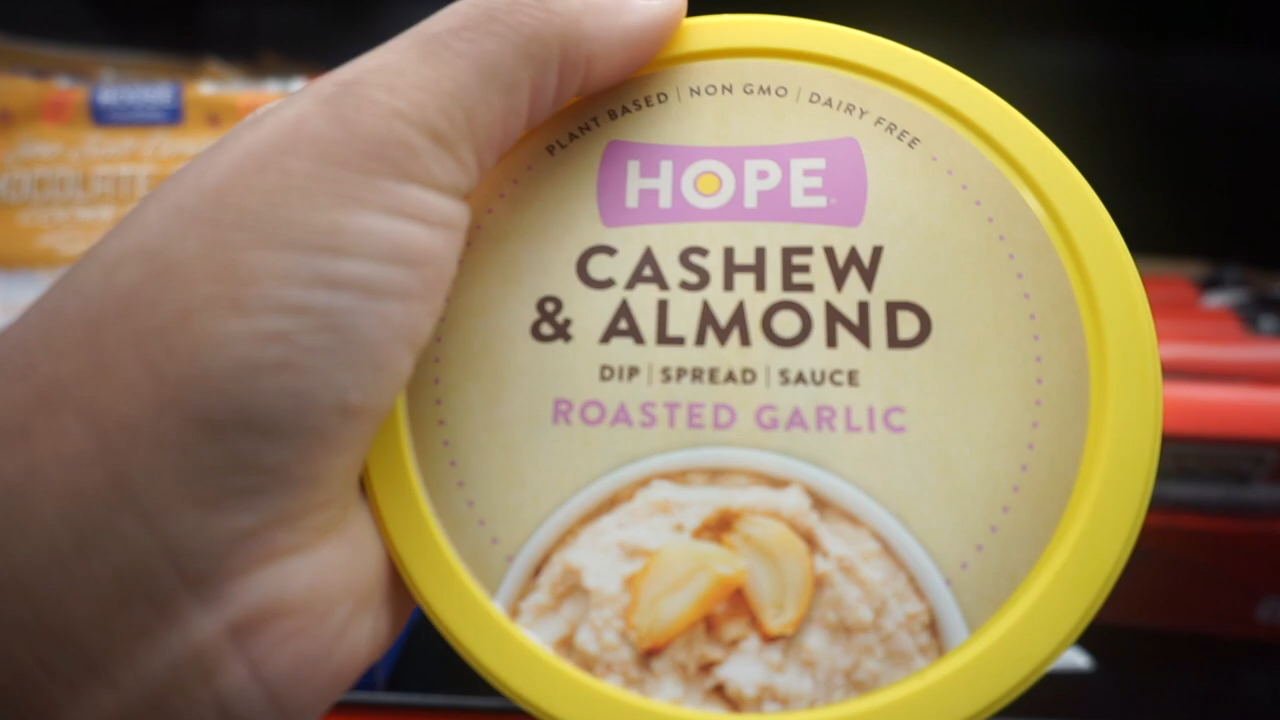 PLANT BASED | NON GMO | DAIRY FREE
HOPE
CASHEW
& ALMOND
DIP | SPREAD | SAUCE
ROASTED GARLIC